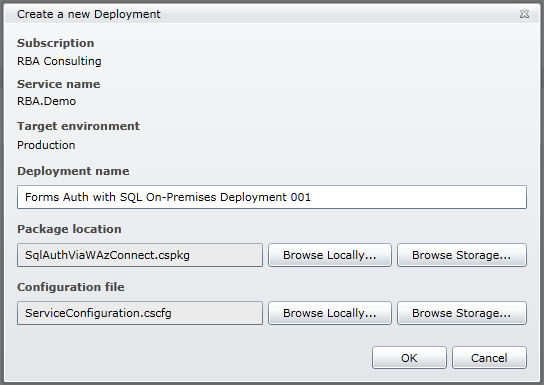 Create a new Deployment
Subscription
RBA Consulting
Service name
RBA.Demo
Target environment
Production
Deployment name
Forms Auth with SQL On-Premises Deployment 001
Package location
SqlAuthViaWAzConnect.cspkg Browse Locally... Browse Storage...
Configuration file
ServiceConfiguration.cscfg Browse Locally... Browse Storage...
OK Cancel